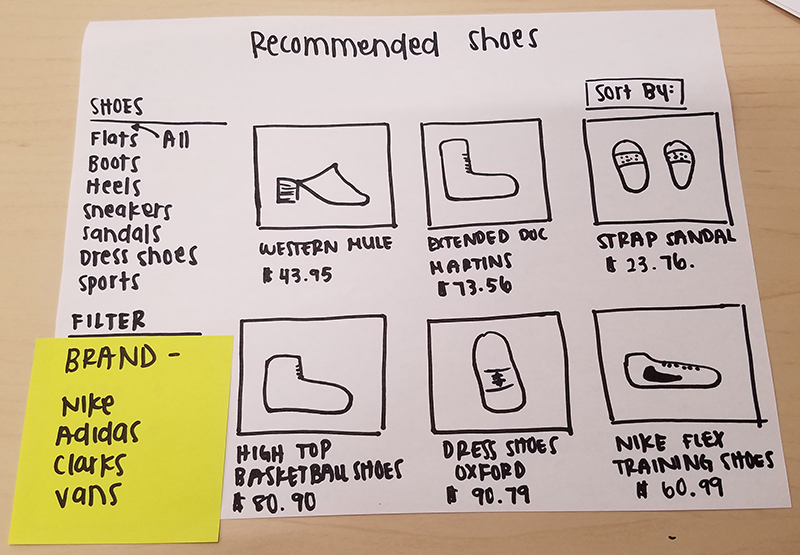 Recommended Shoes
Sort By:
SHOES
Flats All
Boots
Heels
sneakers
sandals
Dress shoes
sports
FILTER
BRAND -
Nike
Adidas
Clarks
vans
WESTERN MULE
$ 43.95
EXTENDED DOC
MARTINS
$ 73.56
STRAP SANDAL
$ 23.76.
HIGH TOP
BASKETBALL SHOES
$ 80.90
DRESS SHOES
OXFORD
$ 90.79
NIKE FLEX
TRAINING SHOES
$ 60.99